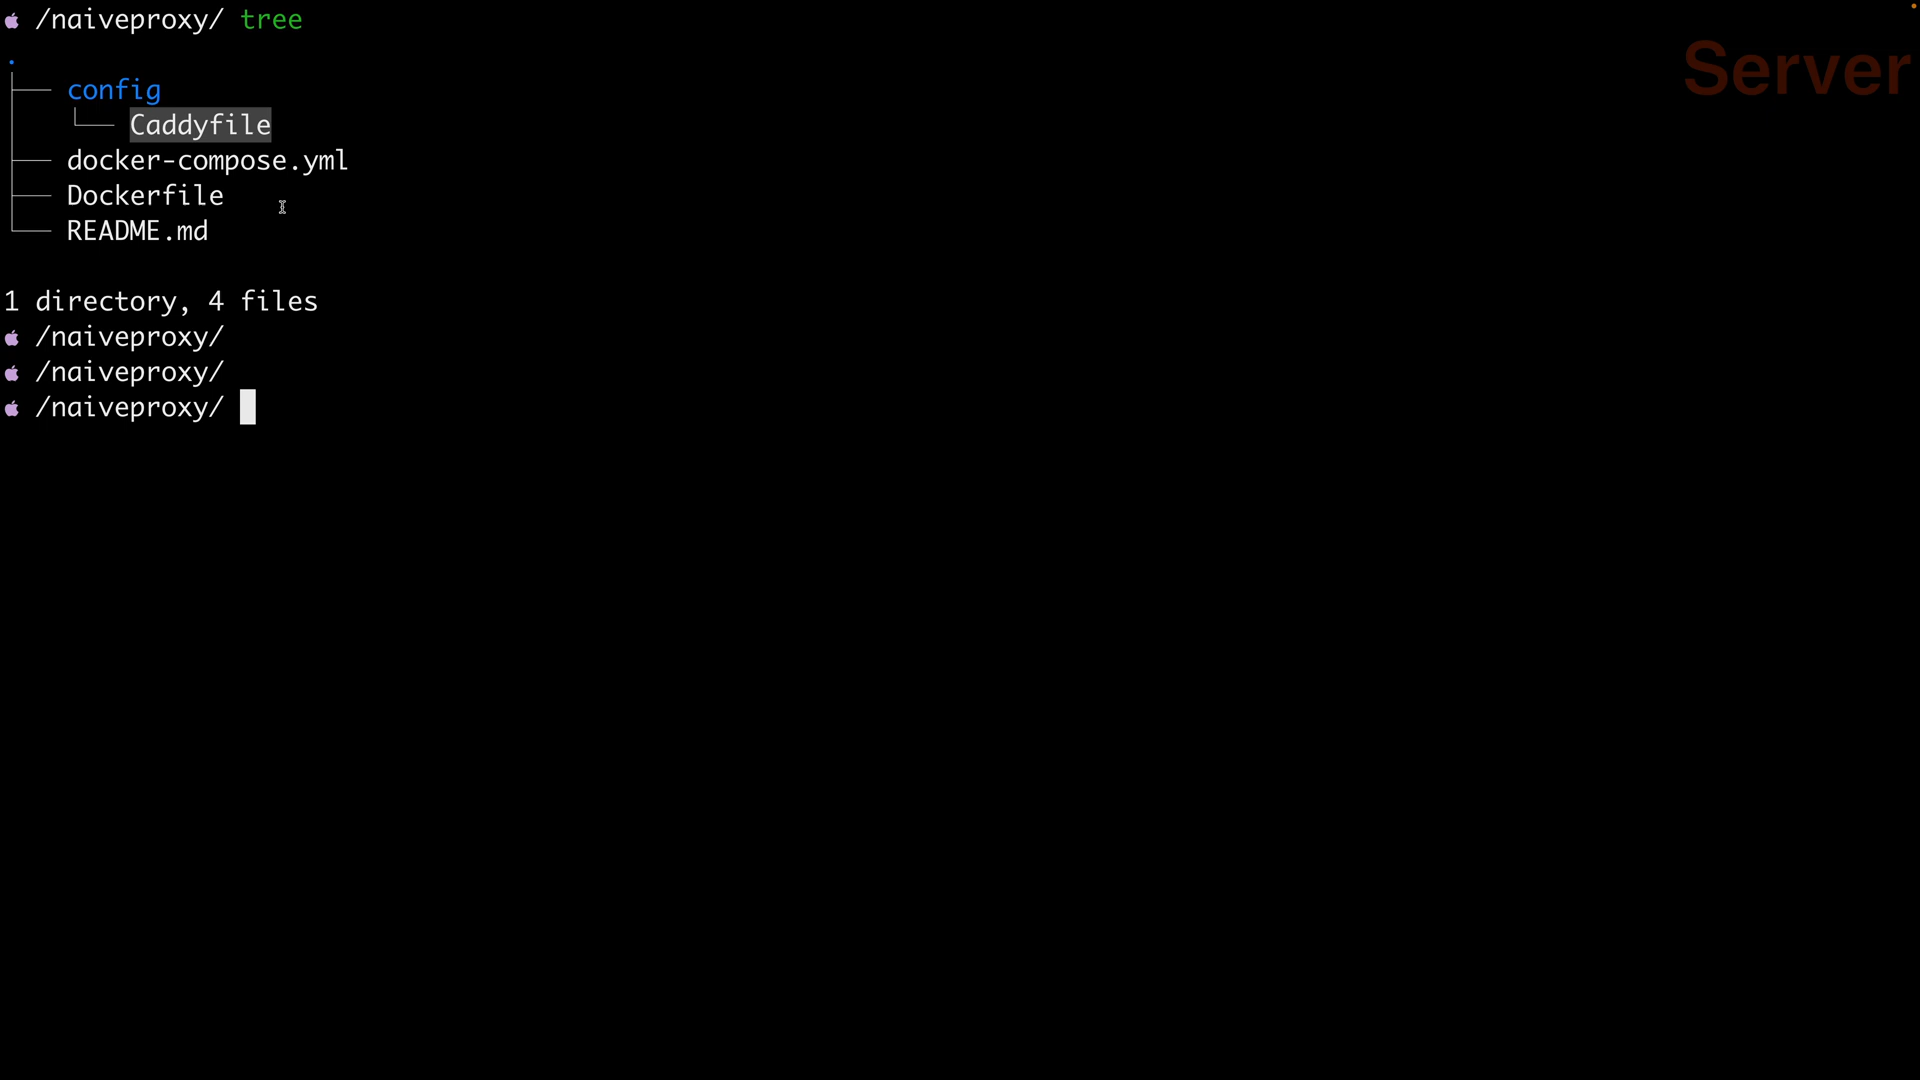 /naiveproxy/ tree
.
├── config
│   └── Caddyfile
├── docker-compose.yml
├── Dockerfile
└── README.md
1 directory, 4 files
/naiveproxy/
/naiveproxy/
/naiveproxy/
Server